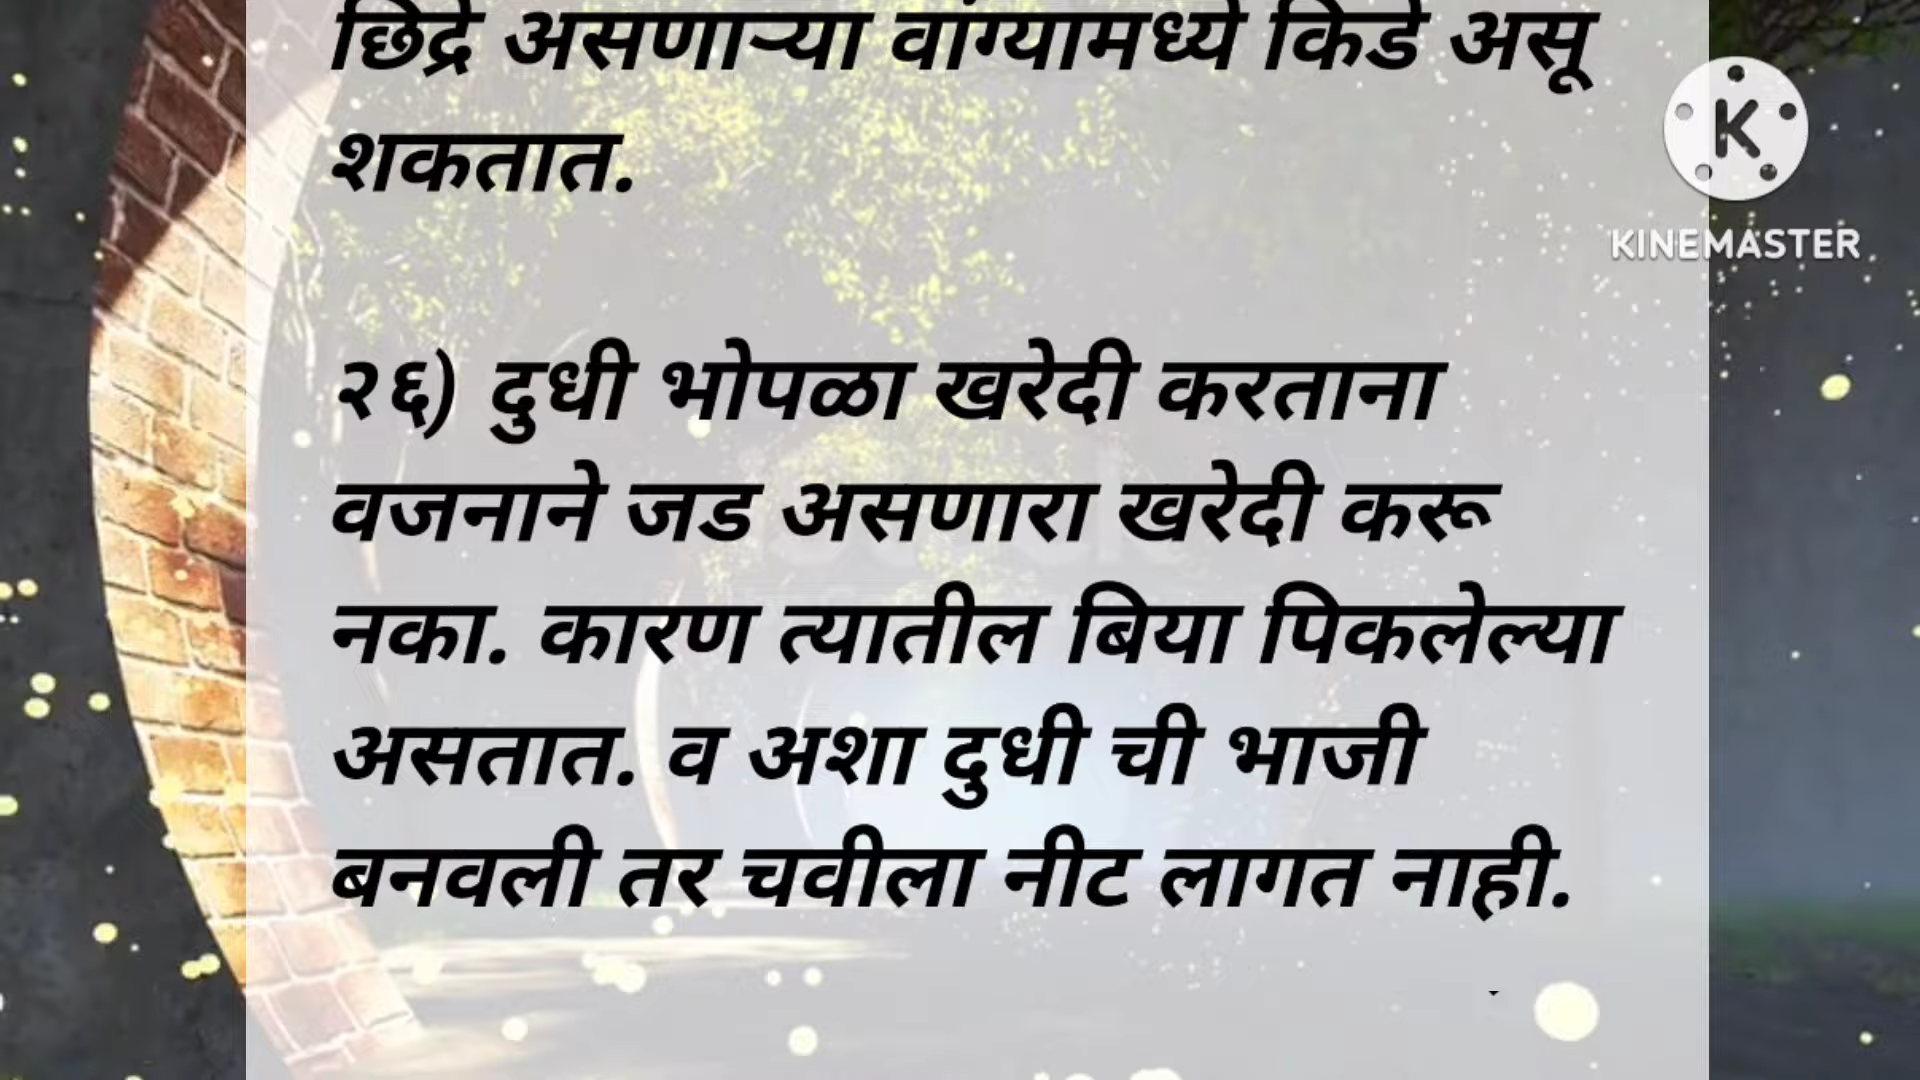 छिद्रे असणाऱ्या वांग्यामध्ये किडे असू
शकतात.
KINEMASTER
२६) दुधी भोपळा खरेदी करताना
वजनाने जड असणारा खरेदी करू
नका. कारण त्यातील बिया पिकलेल्या
असतात. व अशा दुधी ची भाजी
बनवली तर चवीला नीट लागत नाही.